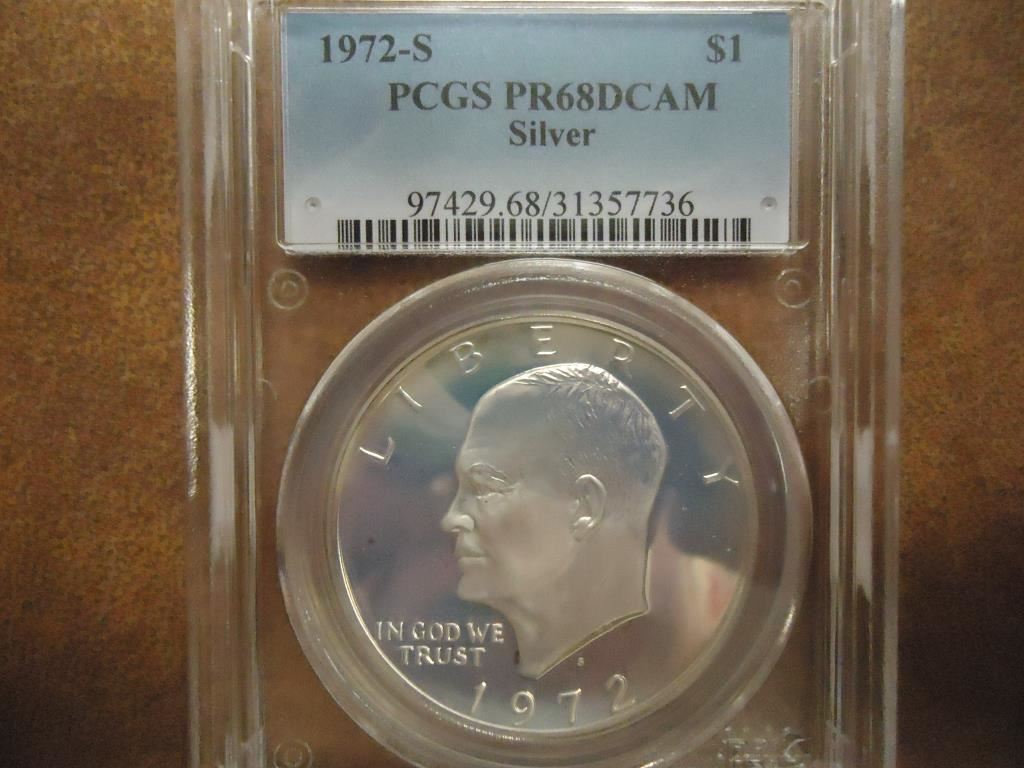 1972-S $1
PCGS PR68DCAM
Silver
97429.68/31357736
LIBERTY
IN GOD WE
TRUST
S
1972